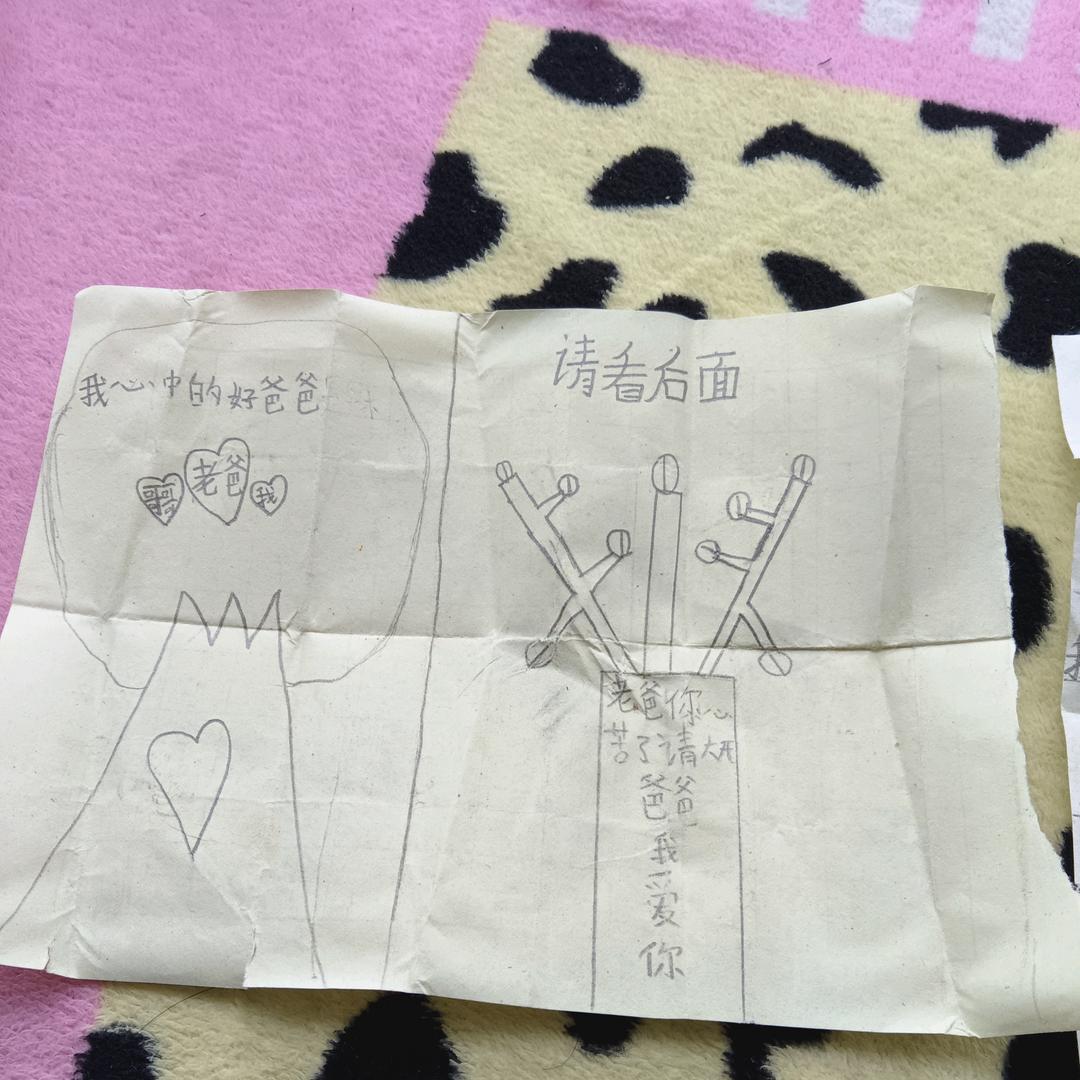 我心中的好爸爸
哥哥 老爸 我
请看后面
老爸你心
苦了请
爸爸
我
爱
你